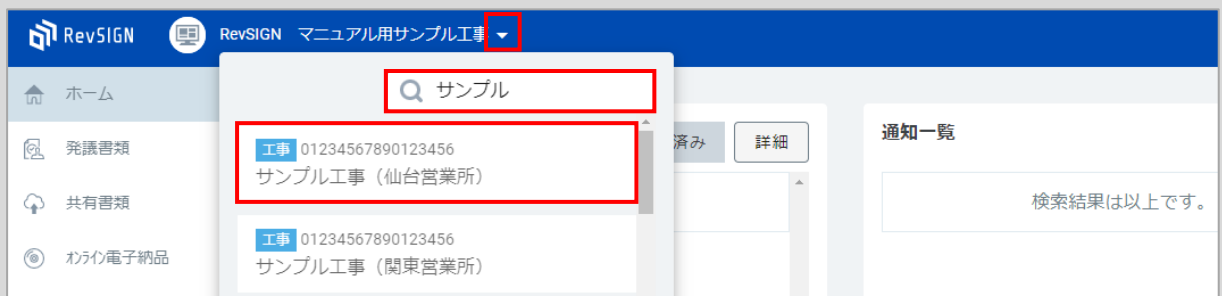 RevSIGN RevSIGN マニュアル用サンプル工事
サンプル
ホーム
発議書類
共有書類
オンライン電子納品
工事 01234567890123456
サンプル工事（仙台営業所）
工事 01234567890123456
サンプル工事（関東営業所）
済み 詳細
通知一覧
検索結果は以上です。